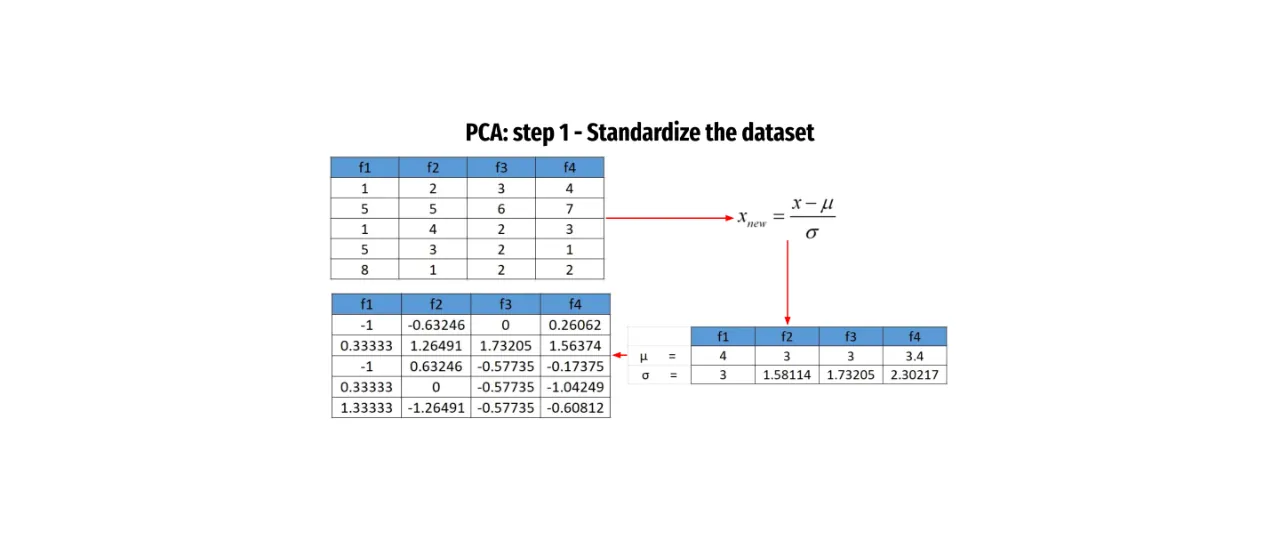 PCA: step 1 - Standardize the dataset
f1 f2 f3 f4
1 2 3 4
5 5 6 7
1 4 2 3
5 3 2 1
8 1 2 2
x_new = (x − μ) / σ
f1 f2 f3 f4
-1 -0.63246 0 0.26062
0.33333 1.26491 1.73205 1.56374
-1 0.63246 -0.57735 -0.17375
0.33333 0 -0.57735 -1.04249
1.33333 -1.26491 -0.57735 -0.60812
f1 f2 f3 f4
μ = 4 3 3 3.4
σ = 3 1.58114 1.73205 2.30217